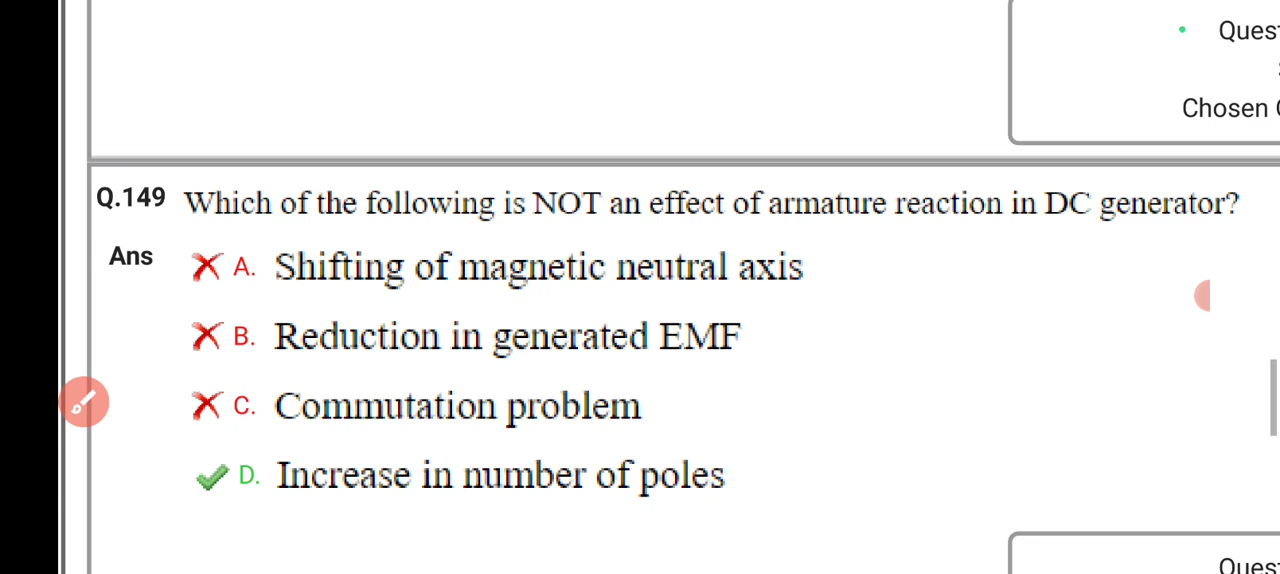 Chosen
Q.149 Which of the following is NOT an effect of armature reaction in DC generator?
Ans
A. Shifting of magnetic neutral axis
B. Reduction in generated EMF
C. Commutation problem
D. Increase in number of poles